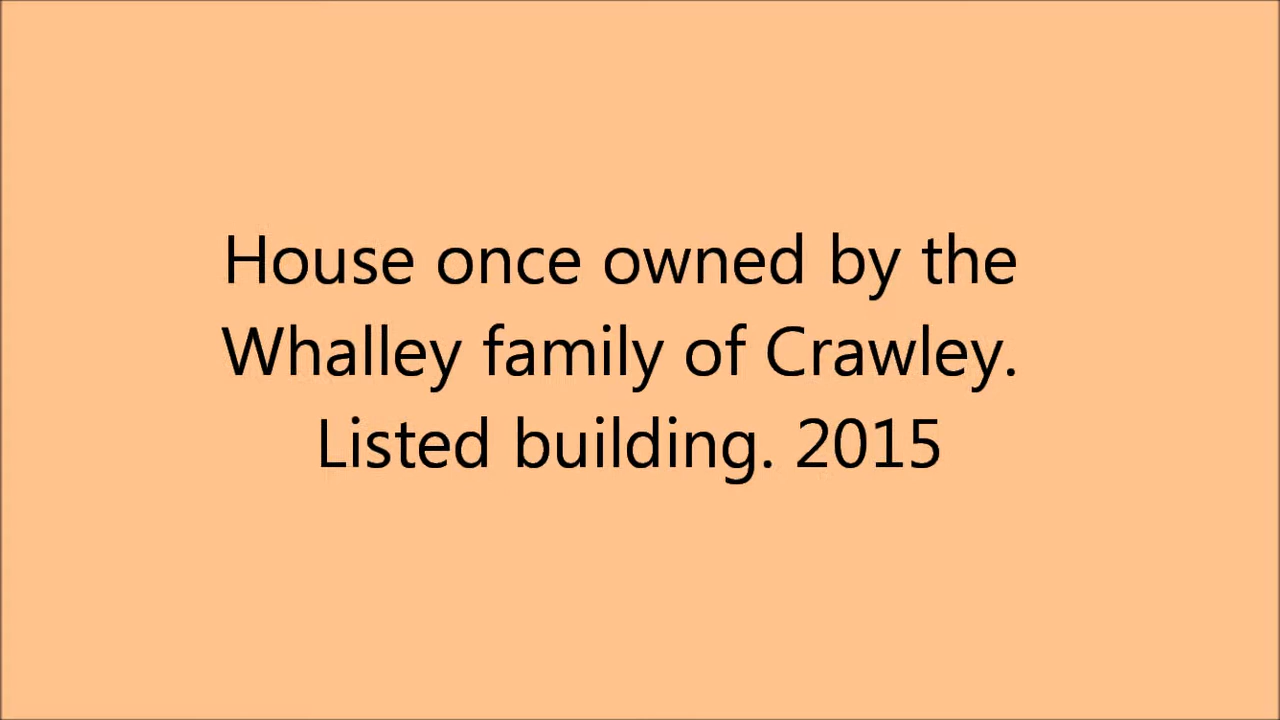 House once owned by the
Whalley family of Crawley.
Listed building. 2015